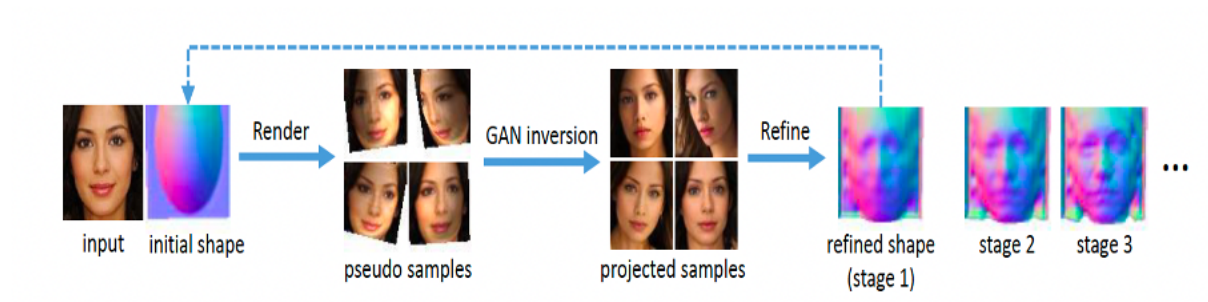 Render
GAN inversion
Refine
...
input
initial shape
pseudo samples
projected samples
refined shape
(stage 1)
stage 2
stage 3